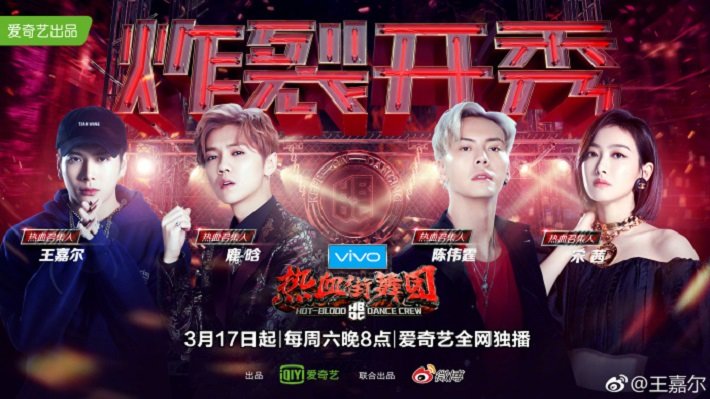 爱奇艺出品
炸裂开秀
热血召集人
王嘉尔
热血召集人
鹿晗
热血召集人
陈伟霆
热血召集人
宋茜
vivo
热血街舞团
HOT-BLOOD DANCE CREW
3月17日起|每周六晚8点|爱奇艺全网独播
出品 iQIYI 爱奇艺 联合出品 微博
@王嘉尔